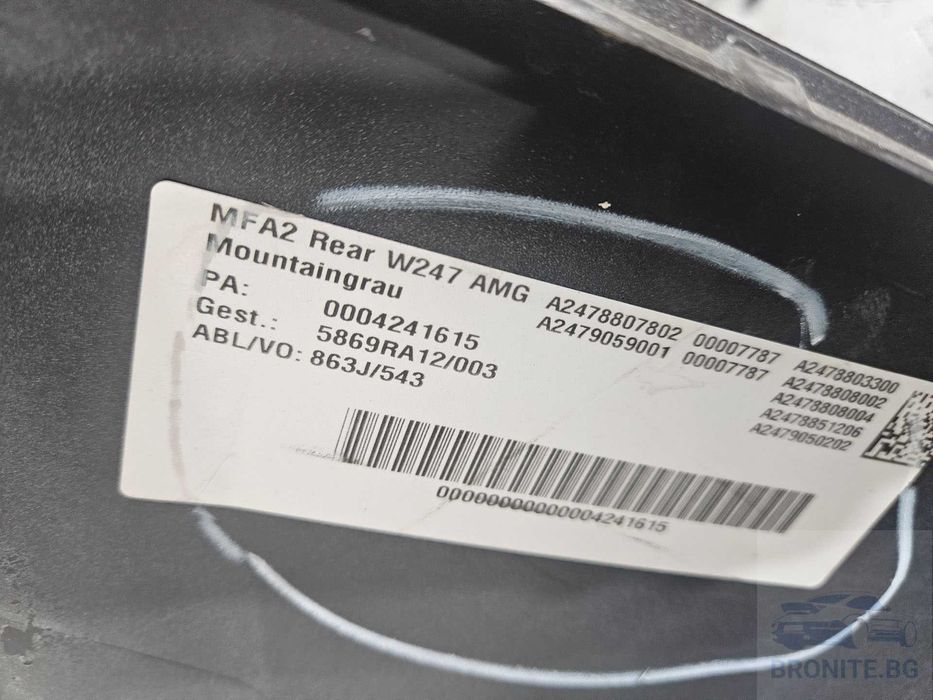 MFA2 Rear W247 AMG
Mountaingrau
PA: 0004241615
Gest.: 5869RA12/003
ABL/VO: 863J/543
A2478807802 00007787
A2479059001 00007787
A2478803300
A2478808002
A2478808004
A2478851206
A2479050202
00000000000004241615
BRONITE.BG